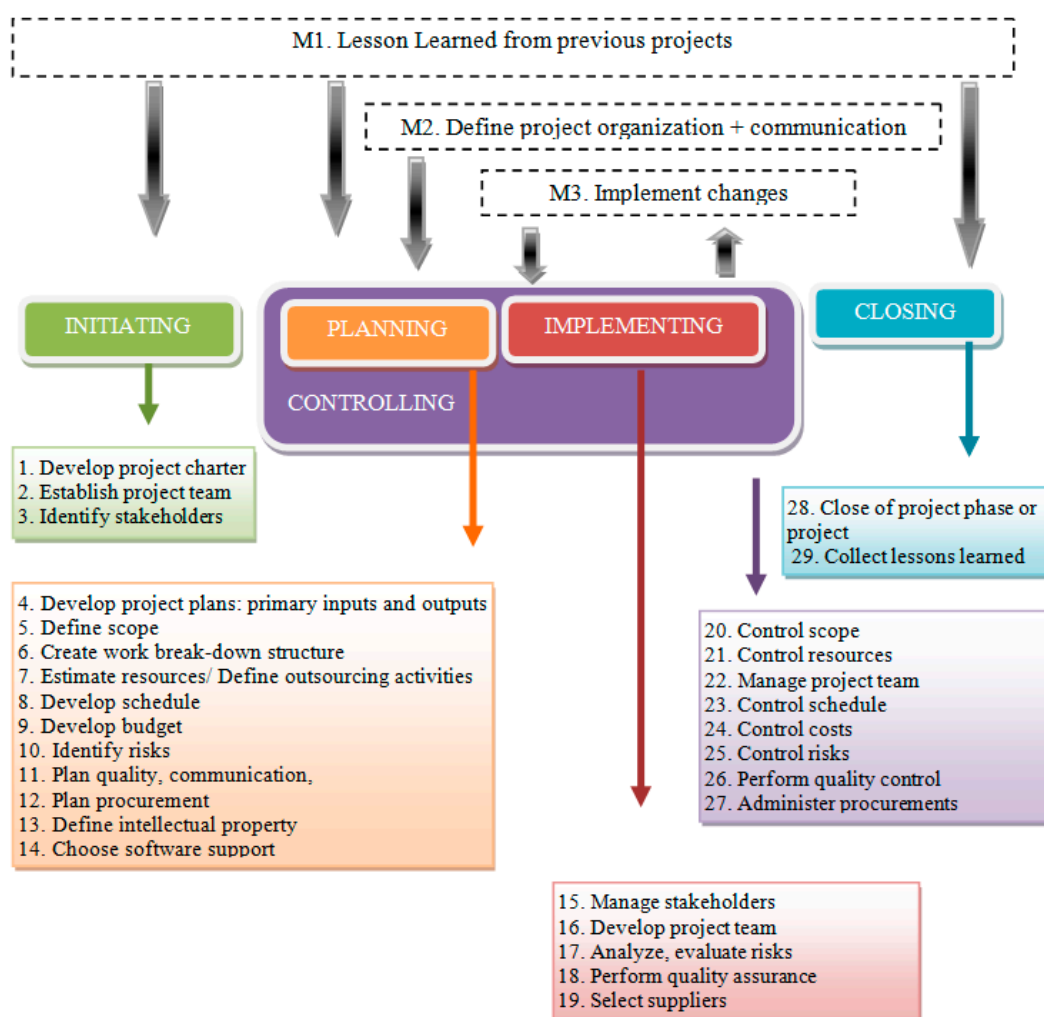 M1. Lesson Learned from previous projects
M2. Define project organization + communication
M3. Implement changes
INITIATING
PLANNING
IMPLEMENTING
CLOSING
CONTROLLING
1. Develop project charter
2. Establish project team
3. Identify stakeholders
28. Close of project phase or
project
29. Collect lessons learned
4. Develop project plans: primary inputs and outputs
5. Define scope
6. Create work break-down structure
7. Estimate resources/ Define outsourcing activities
8. Develop schedule
9. Develop budget
10. Identify risks
11. Plan quality, communication,
12. Plan procurement
13. Define intellectual property
14. Choose software support
20. Control scope
21. Control resources
22. Manage project team
23. Control schedule
24. Control costs
25. Control risks
26. Perform quality control
27. Administer procurements
15. Manage stakeholders
16. Develop project team
17. Analyze, evaluate risks
18. Perform quality assurance
19. Select suppliers